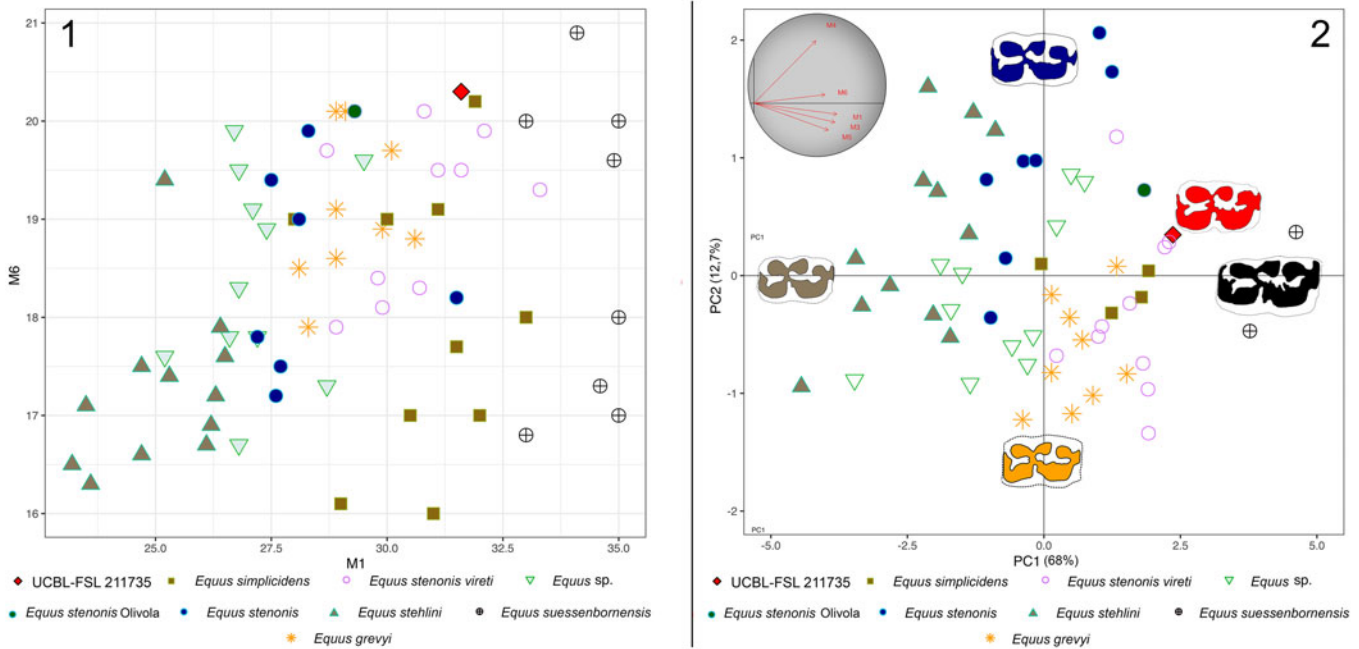 1
21
20
19
18
17
16
M6
25.0 27.5 30.0 32.5 35.0
M1
UCBL-FSL 211735 Equus simplicidens Equus stenonis vireti Equus sp.
Equus stenonis Olivola Equus stenonis Equus stehlini Equus suessenbornensis
Equus grevyi
2
M4
M6
M1
M3
M5
2
1
0
-1
-2
PC2 (12,7%)
PC1
PC1
-5.0 -2.5 0.0 2.5 5.0
PC1 (68%)
UCBL-FSL 211735 Equus simplicidens Equus stenonis vireti Equus sp.
Equus stenonis Olivola Equus stenonis Equus stehlini Equus suessenbornensis
Equus grevyi